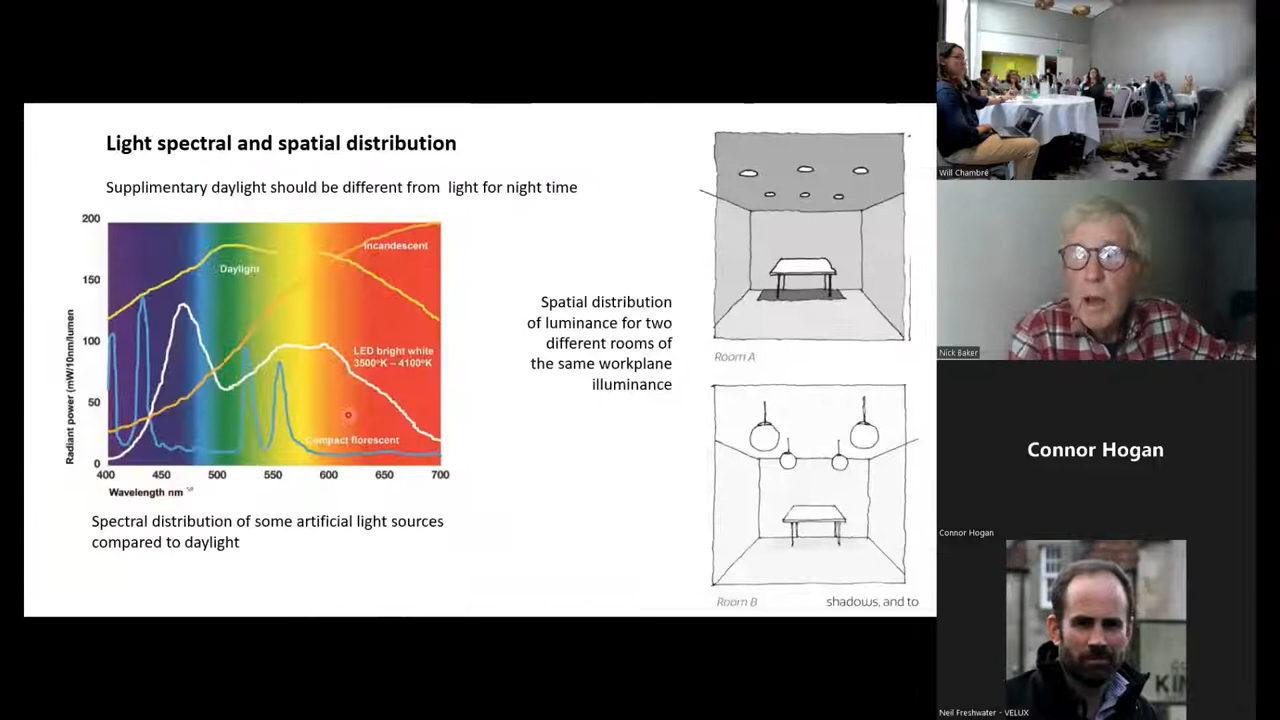 Light spectral and spatial distribution
Supplimentary daylight should be different from light for night time
200
150
100
50
0
Radiant power (mW/10nm/lumen
Incandescent
Daylight
LED bright white
3500°K – 4100°K
Compact florescent
400
450
500
550
600
650
700
Wavelength nm
Spectral distribution of some artificial light sources
compared to daylight
Spatial distribution
of luminance for two
different rooms of
the same workplane
illuminance
Room A
Room B
shadows, and to
Will Chambré
Nick Baker
Connor Hogan
Connor Hogan
Neil Freshwater - VELUX